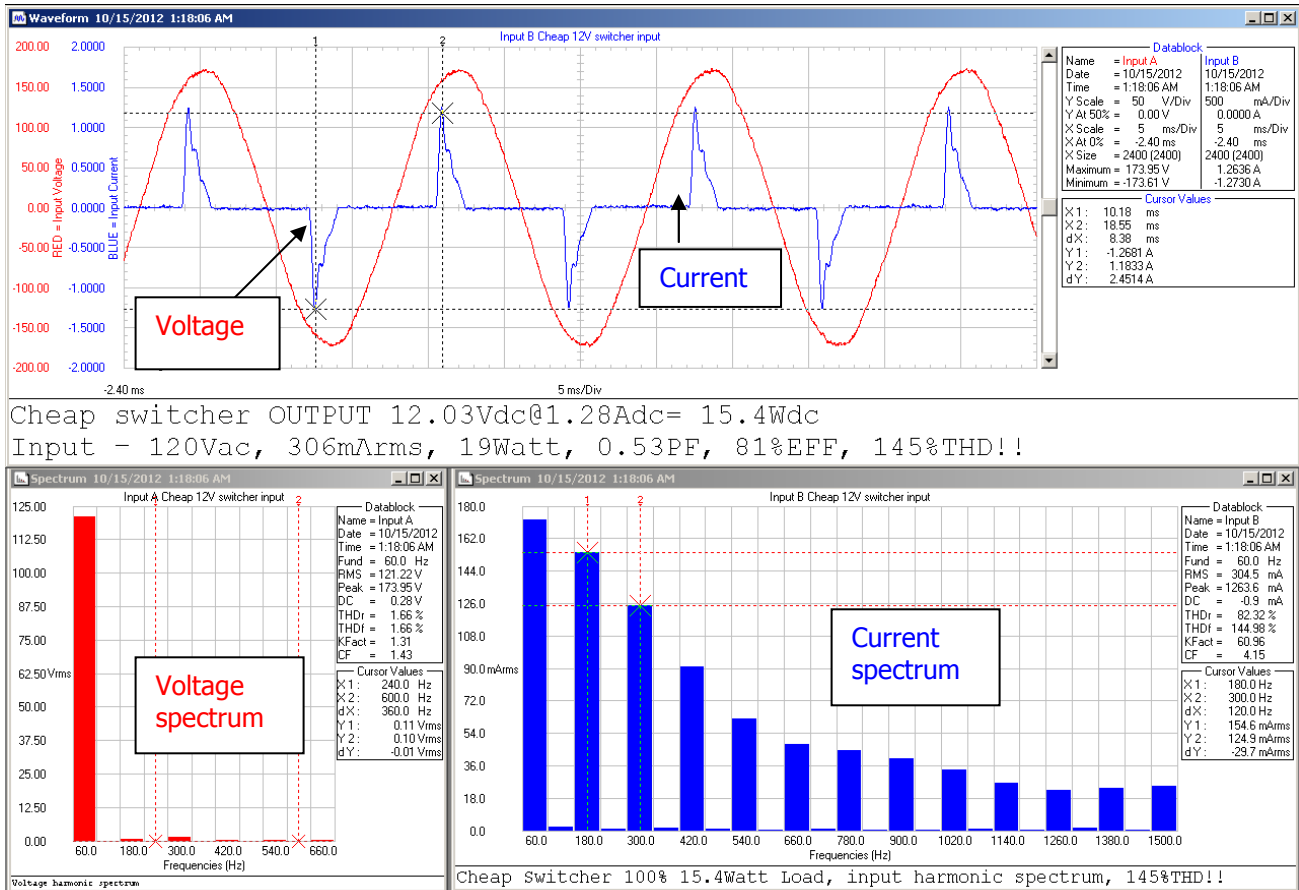 Waveform 10/15/2012 1:18:06 AM
Input B Cheap 12V switcher input
1 2
200.00 2.0000
150.00 1.5000
100.00 1.0000
50.00 0.5000
0.00 0.0000
-50.00 -0.5000
-100.00 -1.0000
-150.00 -1.5000
-200.00 -2.0000
RED = Input Voltage
BLUE = Input Current
Voltage
Current
-2.40 ms
5 ms/Div
Datablock
Name = Input A Input B
Date = 10/15/2012 10/15/2012
Time = 1:18:06 AM 1:18:06 AM
Y Scale = 50 V/Div 500 mA/Div
Y At 50% = 0.00 V 0.0000 A
X Scale = 5 ms/Div 5 ms/Div
X At 0% = -2.40 ms -2.40 ms
X Size = 2400 (2400) 2400 (2400)
Maximum = 173.95 V 1.2636 A
Minimum = -173.61 V -1.2730 A
Cursor Values
X1: 10.18 ms
X2: 18.55 ms
dX: 8.38 ms
Y1: -1.2681 A
Y2: 1.1833 A
dY: 2.4514 A
Cheap switcher OUTPUT 12.03Vdc@1.28Adc= 15.4Wdc
Input - 120Vac, 306mArms, 19Watt, 0.53PF, 81%EFF, 145%THD!!
Spectrum 10/15/2012 1:18:06 AM
Input A Cheap 12V switcher input
1 2
125.00
112.50
100.00
87.50
75.00
62.50 Vrms
50.00
37.50
25.00
12.50
0.00
60.0 180.0 300.0 420.0 540.0 660.0
Frequencies (Hz)
Voltage
spectrum
Datablock
Name = Input A
Date = 10/15/2012
Time = 1:18:06 AM
Fund = 60.0 Hz
RMS = 121.22 V
Peak = 173.95 V
DC = 0.28 V
THDr = 1.66 %
THDf = 1.66 %
KFact = 1.31
CF = 1.43
Cursor Values
X1: 240.0 Hz
X2: 600.0 Hz
dX: 360.0 Hz
Y1: 0.11 Vrms
Y2: 0.10 Vrms
dY: -0.01 Vrms
Voltage harmonic spectrum
Spectrum 10/15/2012 1:18:06 AM
Input B Cheap 12V switcher input
1 2
180.0
162.0
144.0
126.0
108.0
90.0 mArms
72.0
54.0
36.0
18.0
0.0
60.0 180.0 300.0 420.0 540.0 660.0 780.0 900.0 1020.0 1140.0 1260.0 1380.0 1500.0
Frequencies (Hz)
Current
spectrum
Datablock
Name = Input B
Date = 10/15/2012
Time = 1:18:06 AM
Fund = 60.0 Hz
RMS = 304.5 mA
Peak = 1263.6 mA
DC = -0.9 mA
THDr = 82.32 %
THDf = 144.98 %
KFact = 60.96
CF = 4.15
Cursor Values
X1: 180.0 Hz
X2: 300.0 Hz
dX: 120.0 Hz
Y1: 154.6 mArms
Y2: 124.9 mArms
dY: -29.7 mArms
Cheap Switcher 100% 15.4Watt Load, input harmonic spectrum, 145%THD!!